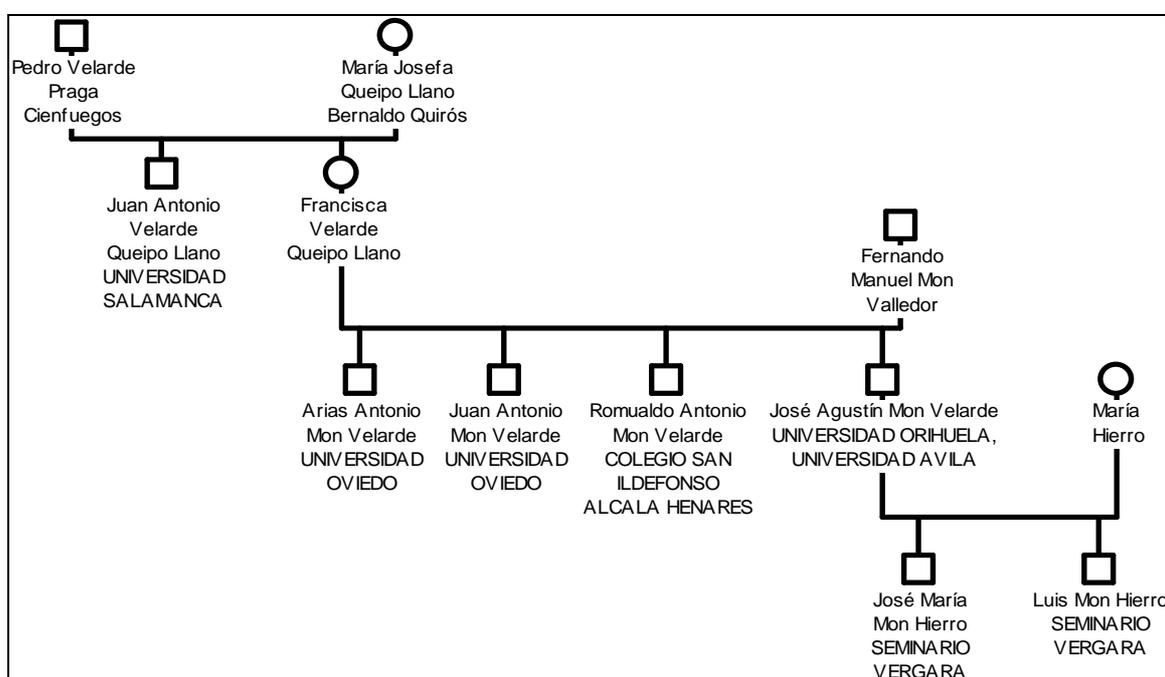 Pedro Velarde
Praga
Cienfuegos
María Josefa
Queipo Llano
Bernaldo Quirós
Juan Antonio
Velarde
Queipo Llano
UNIVERSIDAD
SALAMANCA
Francisca
Velarde
Queipo Llano
Fernando
Manuel Mon
Valledor
Arias Antonio
Mon Velarde
UNIVERSIDAD
OVIEDO
Juan Antonio
Mon Velarde
UNIVERSIDAD
OVIEDO
Romualdo Antonio
Mon Velarde
COLEGIO SAN
ILDEFONSO
ALCALA HENARES
José Agustín Mon Velarde
UNIVERSIDAD ORIHUELA,
UNIVERSIDAD AVILA
María
Hierro
José María
Mon Hierro
SEMINARIO
VERGARA
Luis Mon Hierro
SEMINARIO
VERGARA